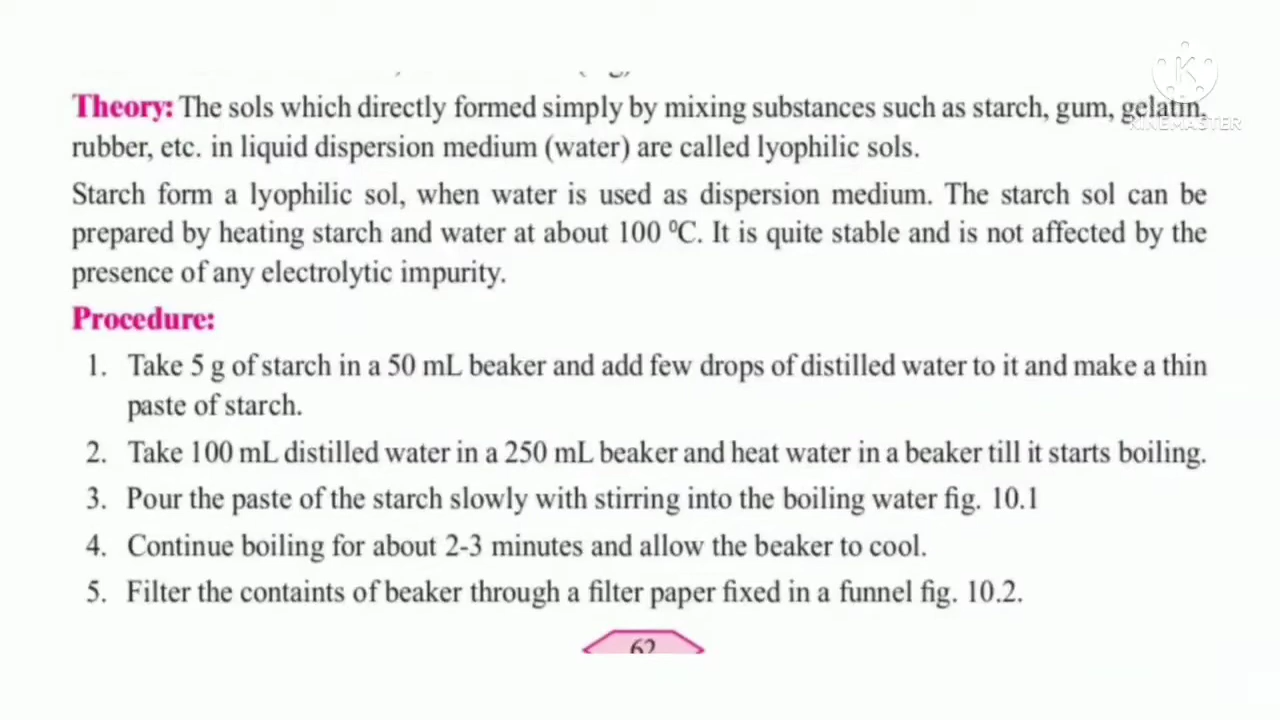 Theory: The sols which directly formed simply by mixing substances such as starch, gum, gelatin,
rubber, etc. in liquid dispersion medium (water) are called lyophilic sols.
Starch form a lyophilic sol, when water is used as dispersion medium. The starch sol can be
prepared by heating starch and water at about 100 ⁰C. It is quite stable and is not affected by the
presence of any electrolytic impurity.
Procedure:
1. Take 5 g of starch in a 50 mL beaker and add few drops of distilled water to it and make a thin
paste of starch.
2. Take 100 mL distilled water in a 250 mL beaker and heat water in a beaker till it starts boiling.
3. Pour the paste of the starch slowly with stirring into the boiling water fig. 10.1
4. Continue boiling for about 2-3 minutes and allow the beaker to cool.
5. Filter the containts of beaker through a filter paper fixed in a funnel fig. 10.2.
62
K
KINEMASTER